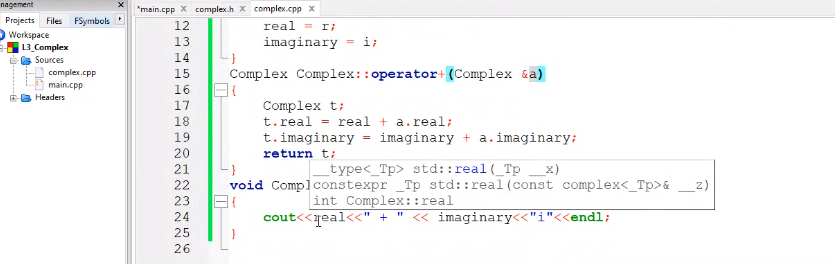 nagement
*main.cpp
complex.h
complex.cpp
Projects
Files
FSymbols
Workspace
L3_Complex
Sources
complex.cpp
main.cpp
Headers
12 real = r;
13 imaginary = i;
14 }
15 Complex Complex::operator+(Complex &a)
16 {
17 Complex t;
18 t.real = real + a.real;
19 t.imaginary = imaginary + a.imaginary;
20 return t;
21 }
__type<_Tp> std::real(_Tp __x)
constexpr _Tp std::real(const complex<_Tp>& __z)
int Complex::real
22 void Compl
23 {
24 cout<<real<<" + " << imaginary<<"i"<<endl;
25 }
26